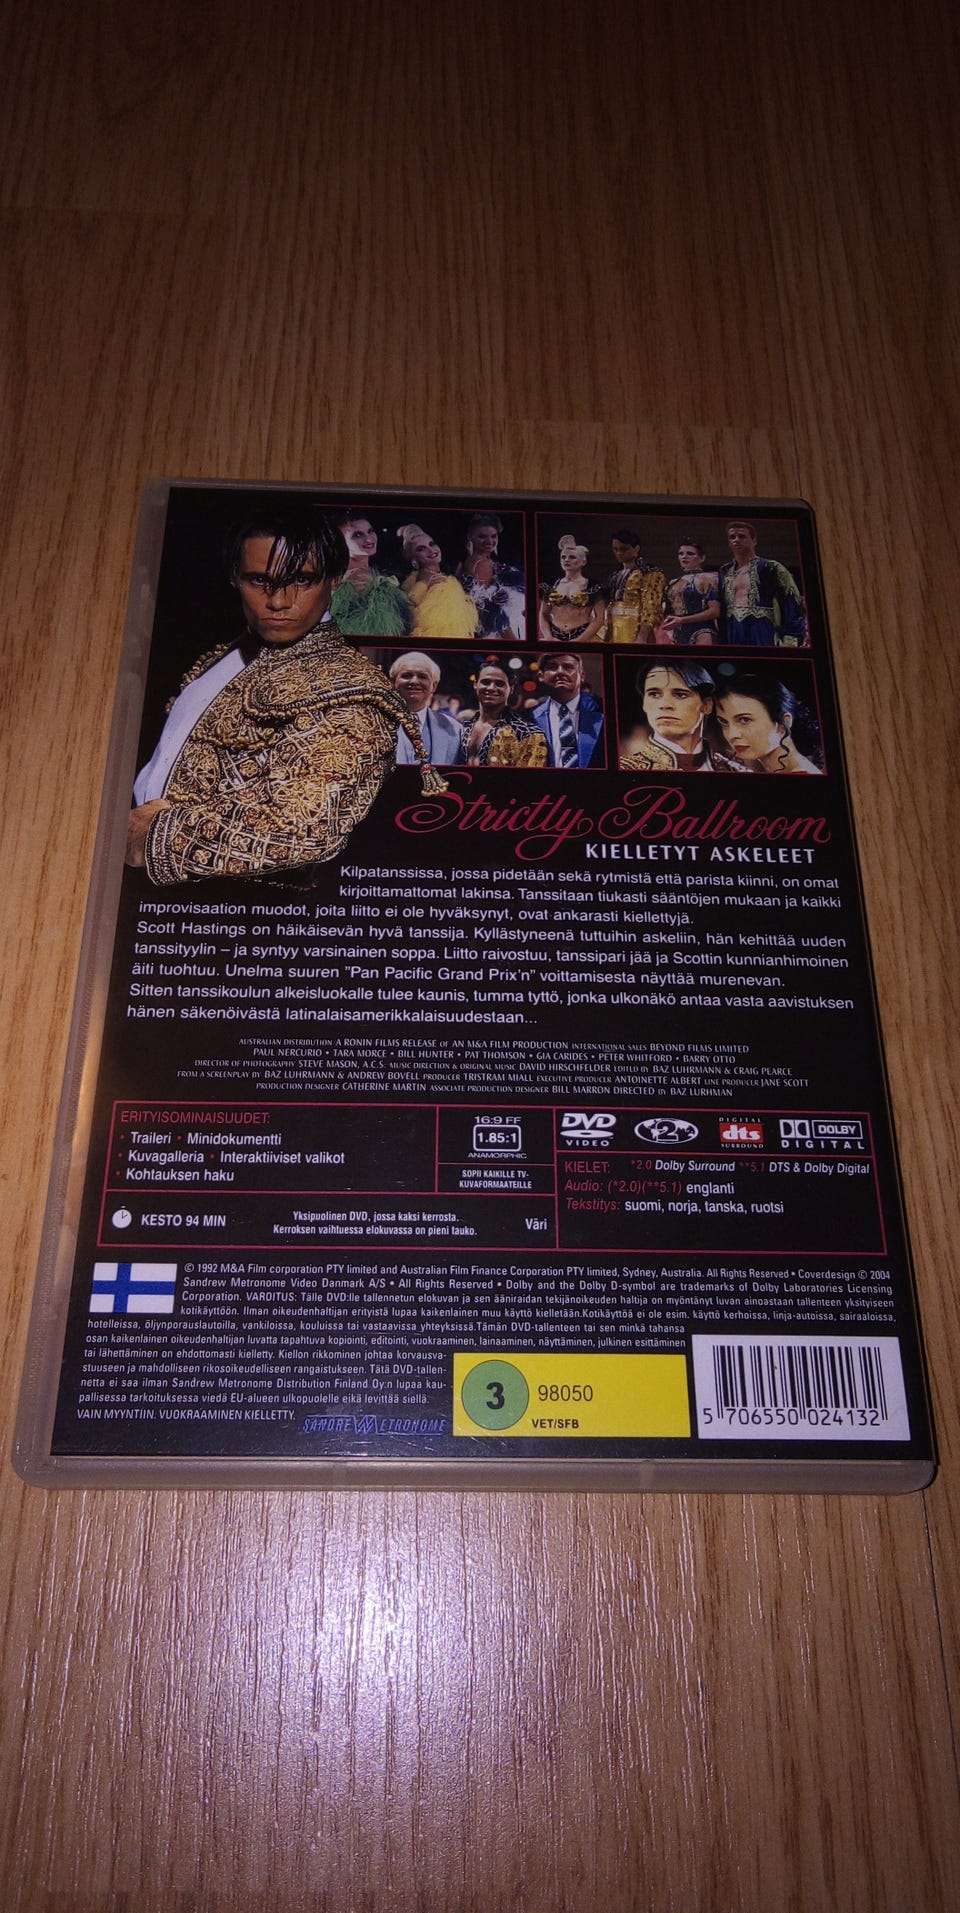 Strictly Ballroom
KIELLETYT ASKELEET
Kilpatanssissa, jossa pidetään sekä rytmistä että parista kiinni, on omat
kirjoittamattomat lakinsa. Tanssitaan tiukasti sääntöjen mukaan ja kaikki
improvisaation muodot, joita liitto ei ole hyväksynyt, ovat ankarasti kiellettyjä.
Scott Hastings on häikäisevän hyvä tanssija. Kyllästyneenä tuttuihin askeliin, hän kehittää uuden
tanssityylin – ja syntyy varsinainen soppa. Liitto raivostuu, tanssipari jää ja Scottin kunnianhimoinen
äiti tuohtuu. Unelma suuren ”Pan Pacific Grand Prix'n” voittamisesta näyttää murenevan.
Sitten tanssikoulun alkeisluokalle tulee kaunis, tumma tyttö, jonka ulkonäkö antaa vasta aavistuksen
hänen säkenöivästä latinalaisamerikkalaisuudestaan...
AUSTRALIAN DISTRIBUTION A RONIN FILMS RELEASE OF AN M&A FILM PRODUCTION INTERNATIONAL SALES BEYOND FILMS LIMITED
PAUL NERCURIO • TARA MORCE • BILL HUNTER • PAT THOMSON • GIA CARIDES • PETER WHITFORD • BARRY OTTO
DIRECTOR OF PHOTOGRAPHY STEVE MASON, A.C.S. MUSIC DIRECTION & ORIGINAL MUSIC DAVID HIRSCHFELDER EDITED BY BAZ LUHRMANN & CRAIG PEARCE
FROM A SCREENPLAY BY BAZ LUHRMANN & ANDREW BOVELL PRODUCER TRISTRAM MIALL EXECUTIVE PRODUCER ANTOINETTE ALBERT LINE PRODUCER JANE SCOTT
PRODUCTION DESIGNER CATHERINE MARTIN ASSOCIATE PRODUCTION DESIGNER BILL MARRON DIRECTED BY BAZ LURHMAN
ERITYISOMINAISUUDET:
• Traileri • Minidokumentti
• Kuvagalleria • Interaktiiviset valikot
• Kohtauksen haku
16:9 FF
1.85:1
ANAMORPHIC
SOPII KAIKILLE TV-
KUVAFORMAATEILLE
DVD
VIDEO
2
DIGITAL
dts
SURROUND
DOLBY
DIGITAL
KIELET: *2.0 Dolby Surround **5.1 DTS & Dolby Digital
Audio: (*2.0)(**5.1) englanti
Tekstitys: suomi, norja, tanska, ruotsi
KESTO 94 MIN
Yksipuolinen DVD, jossa kaksi kerrosta.
Kerroksen vaihtuessa elokuvassa on pieni tauko.
Väri
© 1992 M&A Film corporation PTY limited and Australian Film Finance Corporation PTY limited, Sydney, Australia. All Rights Reserved • Coverdesign © 2004
Sandrew Metronome Video Danmark A/S • All Rights Reserved • Dolby and the Dolby D-symbol are trademarks of Dolby Laboratories Licensing
Corporation. VAROITUS: Tälle DVD:lle tallennetun elokuvan ja sen ääniraidan tekijänoikeuden haltija on myöntänyt luvan ainoastaan tallenteen yksityiseen
kotikäyttöön. Ilman oikeudenhaltijan erityistä lupaa kaikenlainen muu käyttö kielletään.Kotikäyttöä ei ole esim. käyttö kerhoissa, linja-autoissa, sairaaloissa,
hotelleissa, öljynporauslautoilla, vankiloissa, kouluissa tai vastaavissa yhteyksissä.Tämän DVD-tallenteen tai sen minkä tahansa
osan kaikenlainen oikeudenhaltijan luvatta tapahtuva kopiointi, editointi, vuokraaminen, lainaaminen, näyttäminen, julkinen esittäminen
tai lähettäminen on ehdottomasti kielletty. Kiellon rikkominen johtaa korvausva-
stuuseen ja mahdolliseen rikosoikeudelliseen rangaistukseen. Tätä DVD-tallen-
netta ei saa ilman Sandrew Metronome Distribution Finland Oy:n lupaa kau-
pallisessa tarkoituksessa viedä EU-alueen ulkopuolelle eikä levittää siellä.
VAIN MYYNTIIN. VUOKRAAMINEN KIELLETTY.
SANDREW METRONOME
3
98050
VET/SFB
5 706550 024132